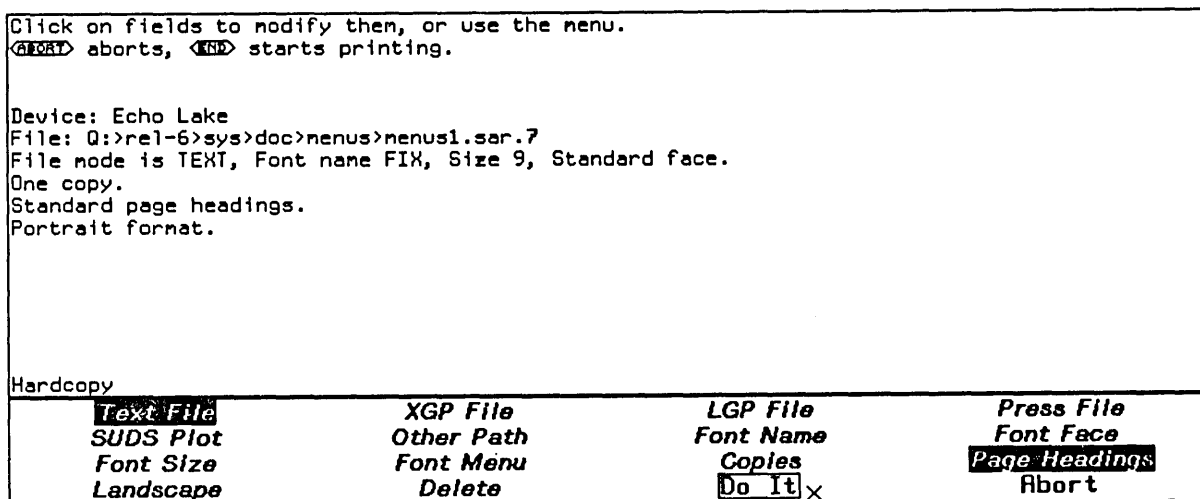 Click on fields to modify them, or use the menu.
<ABORT> aborts, <END> starts printing.
Device: Echo Lake
File: Q:>rel-6>sys>doc>menus>menus1.sar.7
File mode is TEXT, Font name FIX, Size 9, Standard face.
One copy.
Standard page headings.
Portrait format.
Hardcopy
Text File XGP File LGP File Press File
SUDS Plot Other Path Font Name Font Face
Font Size Font Menu Copies Page Headings
Landscape Delete Do It Abort